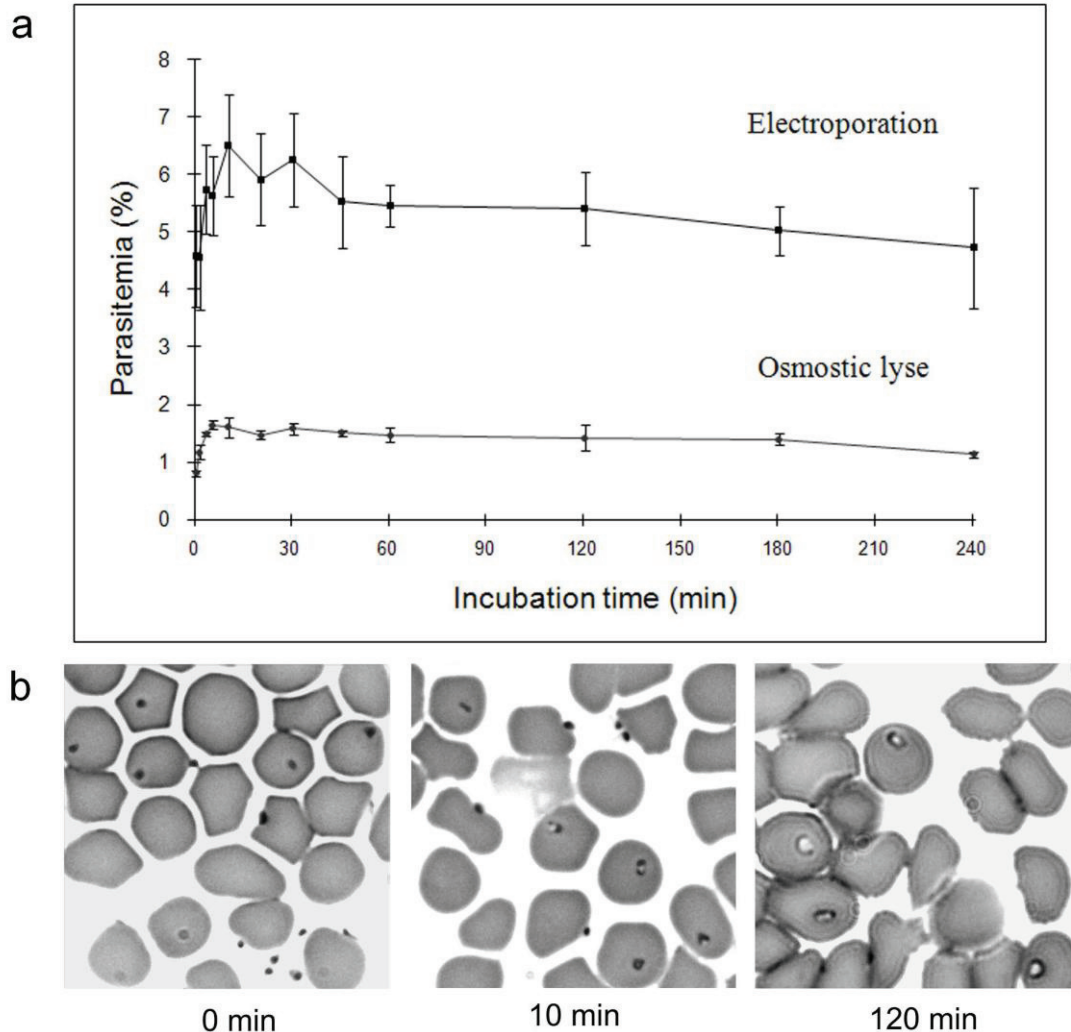 a
8
7
6
5
4
3
2
1
0
Parasitemia (%)
Electroporation
Osmostic lyse
0 30 60 90 120 150 180 210 240
Incubation time (min)
b
0 min 10 min 120 min